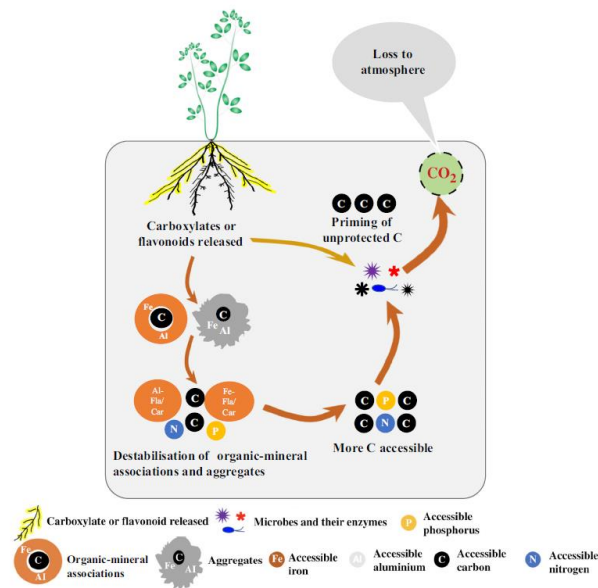 Loss to
atmosphere
CO2
C C C
Priming of
unprotected C
Carboxylates or
flavonoids released
Fe
C
Al
C
Fe Al
Al-
Fla/
Car
C
Fe-
Fla/
Car
N
C
P
C P C
C N C
Destabilisation of organic-mineral
associations and aggregates
More C accessible
Carboxylate or flavonoid released
Microbes and their enzymes
P
Accessible
phosphorus
Fe
C
Al
Organic-mineral
associations
C
Fe Al
Aggregates
Fe
Accessible
iron
Al
Accessible
aluminium
C
Accessible
carbon
N
Accessible
nitrogen